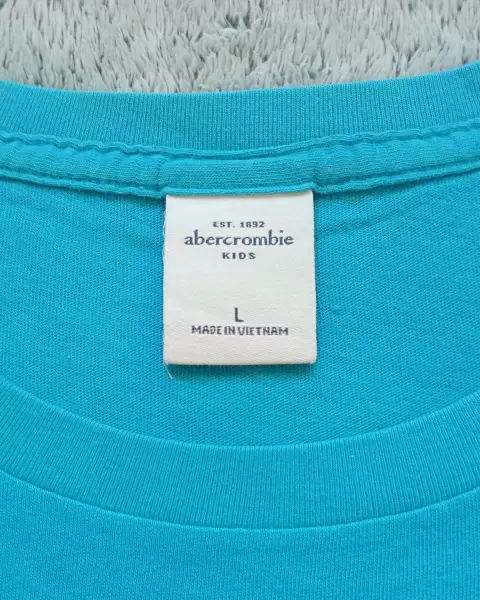 EST. 1892
abercrombie
KIDS
L
MADE IN VIETNAM